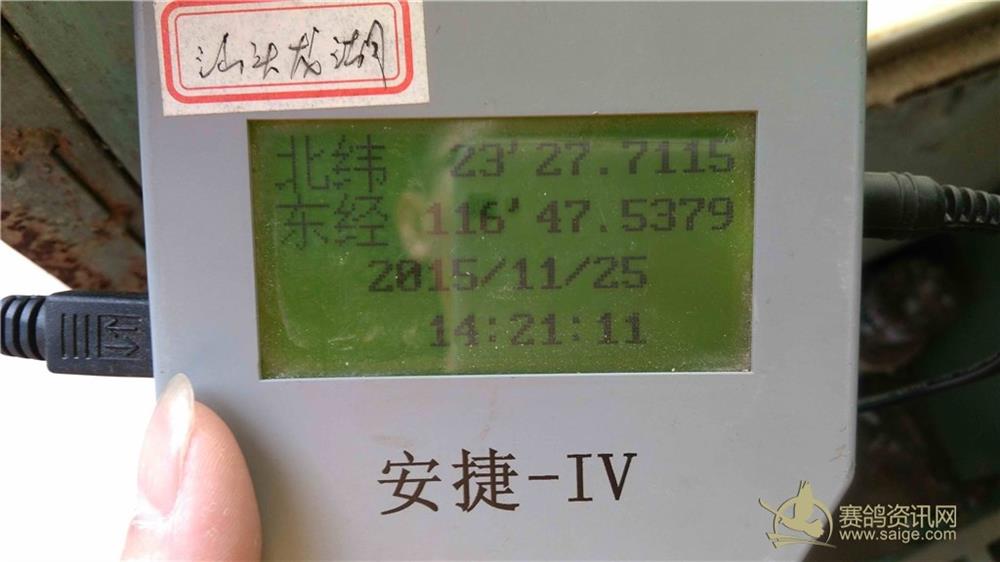 汕头龙湖
北纬 23'27.7115
东经 116'47.5379
2015/11/25
14:21:11
安捷-IV
赛鸽资讯网
www.saige.com